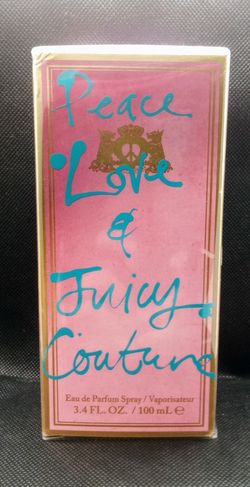 Peace
Love
&
Juicy
Couture
Eau de Parfum Spray / Vaporisateur
3.4 FL. OZ. / 100 mL ℮